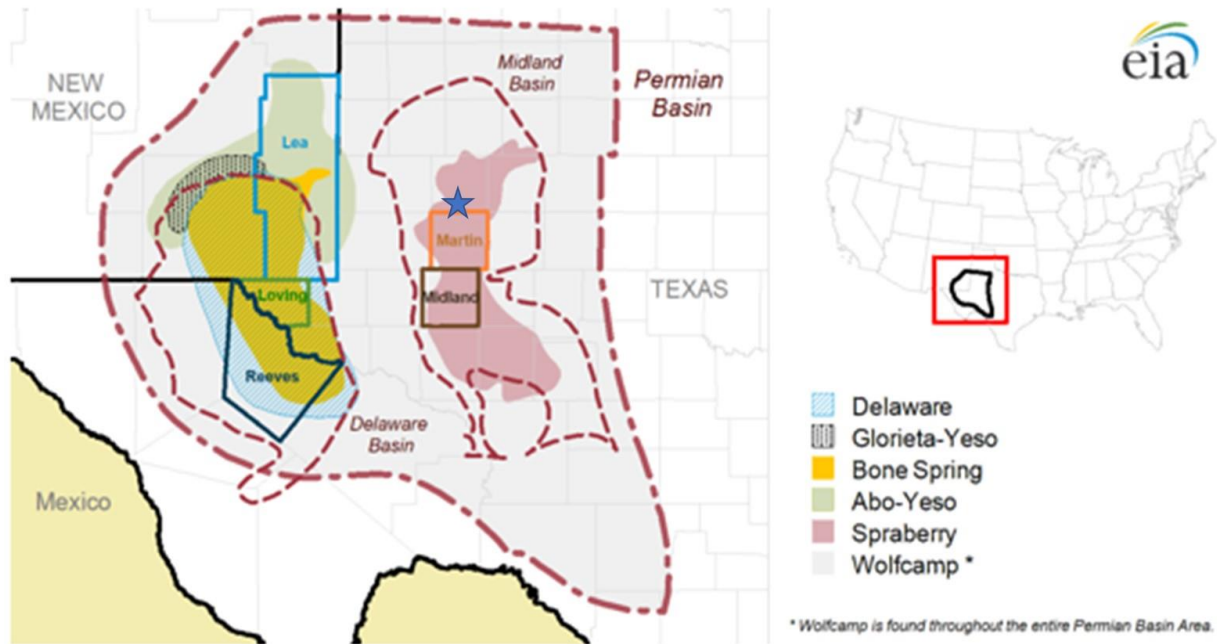 NEW
MEXICO
Midland
Basin
Permian
Basin
eia
Lea
Martin
TEXAS
Loving
Midland
Reeves
Delaware
Basin
Mexico
Delaware
Glorieta-Yeso
Bone Spring
Abo-Yeso
Spraberry
Wolfcamp *
* Wolfcamp is found throughout the entire Permian Basin Area.